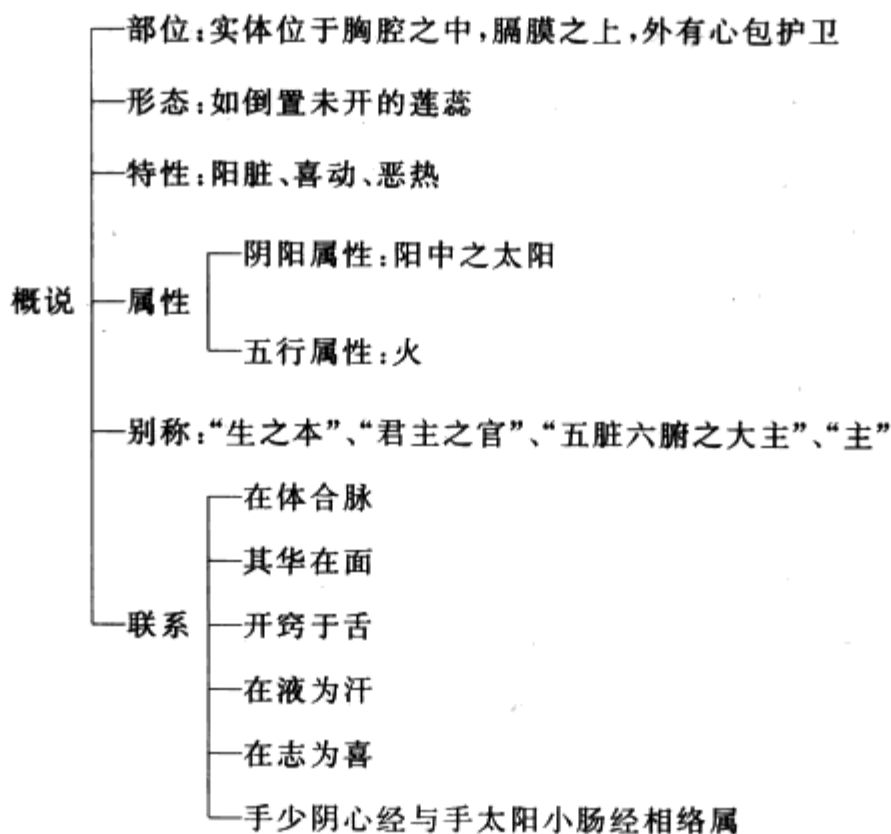 部位:实体位于胸腔之中,膈膜之上,外有心包护卫
形态:如倒置未开的莲蕊
特性:阳脏、喜动、恶热
概说
属性
阴阳属性:阳中之太阳
五行属性:火
别称:“生之本”、“君主之官”、“五脏六腑之大主”、“主”
联系
在体合脉
其华在面
开窍于舌
在液为汗
在志为喜
手少阴心经与手太阳小肠经相络属